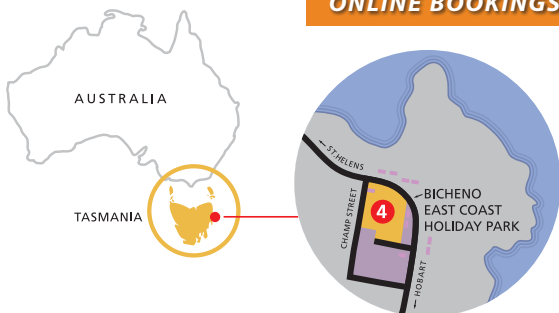 ONLINE BOOKINGS
AUSTRALIA
TASMANIA
← ST.HELENS
CHAMP STREET
4
BICHENO
EAST COAST
HOLIDAY PARK
← HOBART